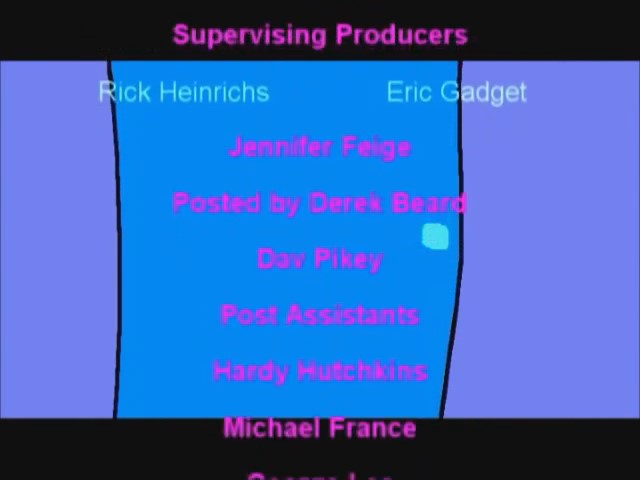 Supervising Producers
Rick Heinrichs Eric Gadget
Jennifer Feige
Posted by Derek Beard
Dav Pikey
Post Assistants
Hardy Hutchkins
Michael France